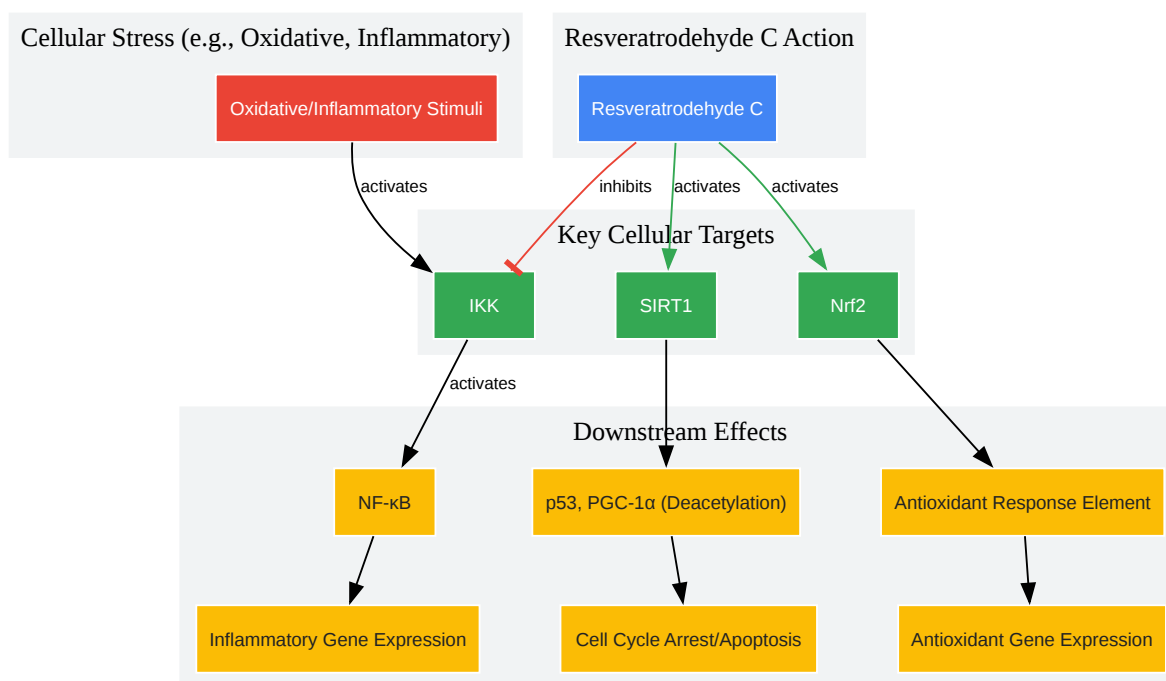 Cellular Stress (e.g., Oxidative, Inflammatory)
Resveratrodehyde C Action
Oxidative/Inflammatory Stimuli
Resveratrodehyde C
activates
inhibits
activates
activates
Key Cellular Targets
IKK
SIRT1
Nrf2
activates
Downstream Effects
NF-κB
p53, PGC-1α (Deacetylation)
Antioxidant Response Element
Inflammatory Gene Expression
Cell Cycle Arrest/Apoptosis
Antioxidant Gene Expression